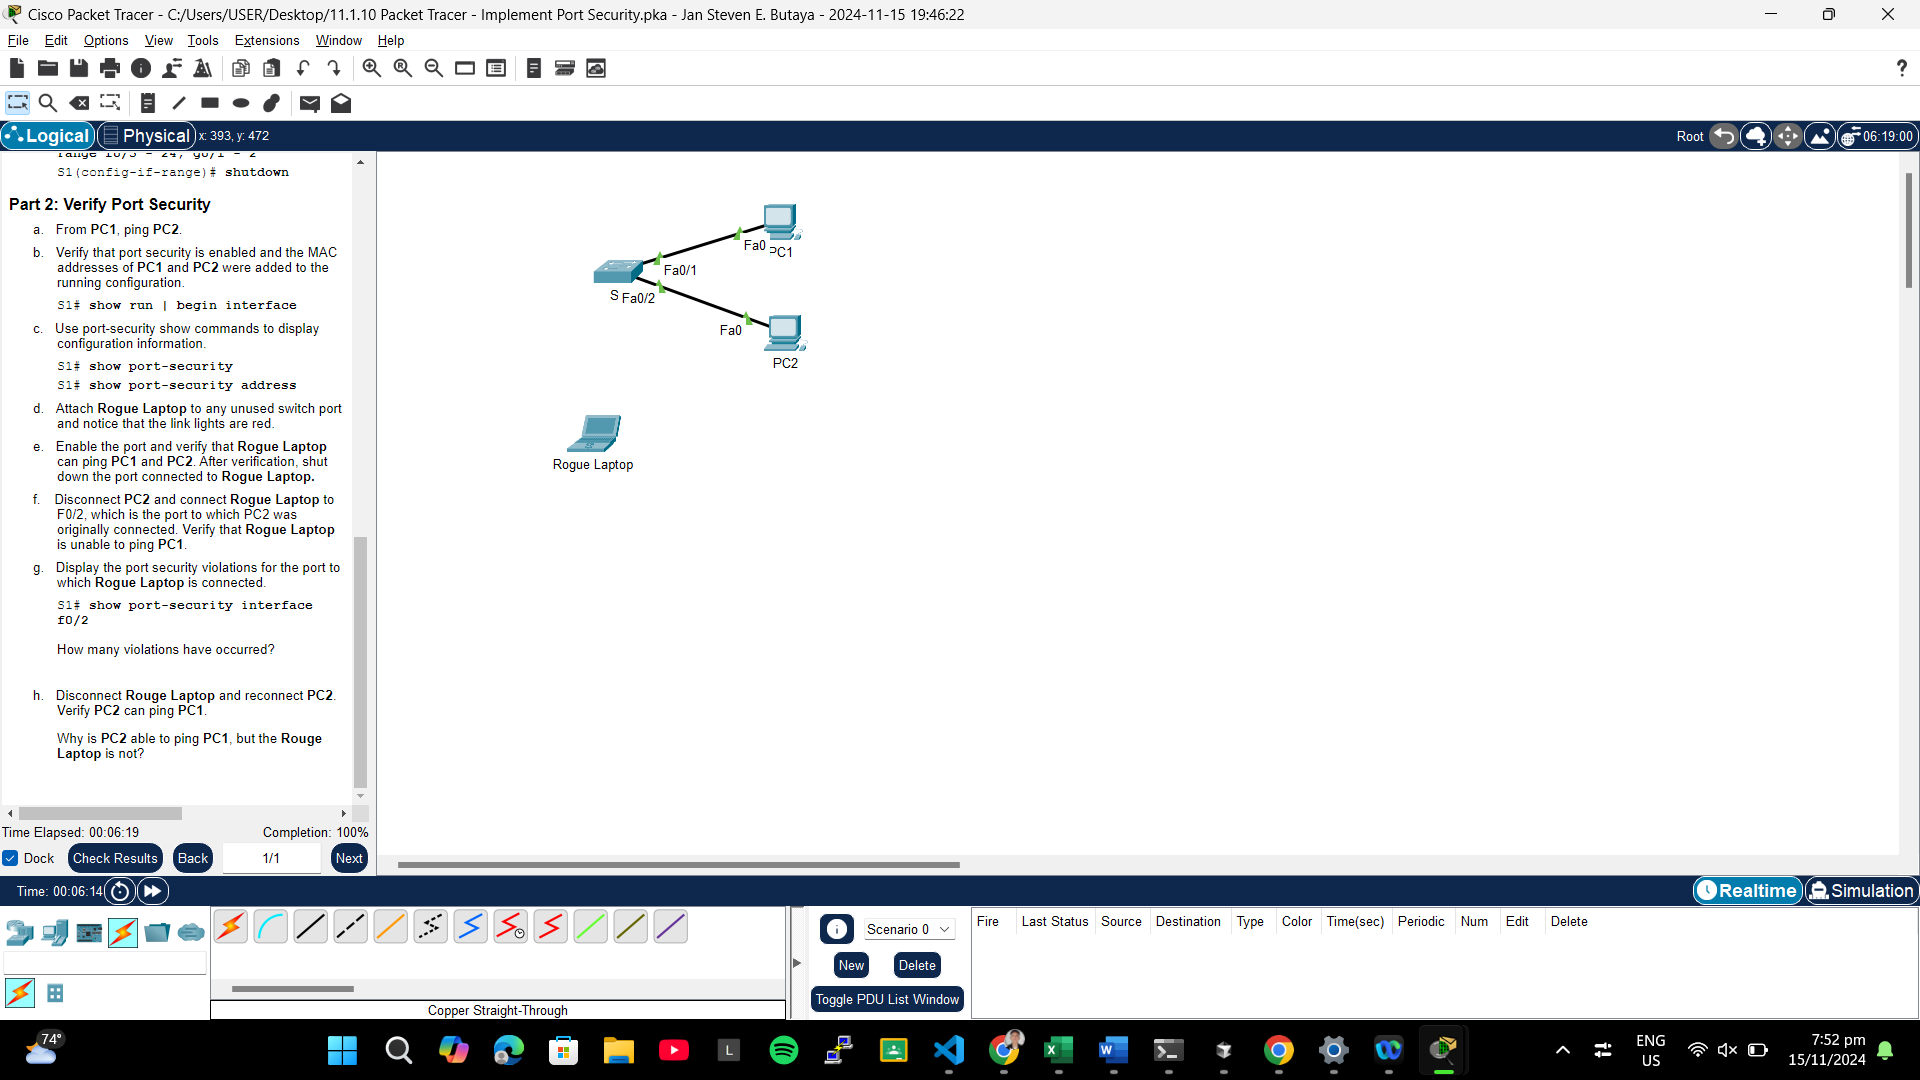 Cisco Packet Tracer - C:/Users/USER/Desktop/11.1.10 Packet Tracer - Implement Port Security.pka - Jan Steven E. Butaya - 2024-11-15 19:46:22
File Edit Options View Tools Extensions Window Help
?
Logical Physical x: 393, y: 472
Root 06:19:00
range f0/3 - 24, g0/1 - 2
S1(config-if-range)# shutdown
Part 2: Verify Port Security
a. From PC1, ping PC2.
b. Verify that port security is enabled and the MAC
addresses of PC1 and PC2 were added to the
running configuration.
S1# show run | begin interface
c. Use port-security show commands to display
configuration information.
S1# show port-security
S1# show port-security address
d. Attach Rogue Laptop to any unused switch port
and notice that the link lights are red.
e. Enable the port and verify that Rogue Laptop
can ping PC1 and PC2. After verification, shut
down the port connected to Rogue Laptop.
f. Disconnect PC2 and connect Rogue Laptop to
F0/2, which is the port to which PC2 was
originally connected. Verify that Rogue Laptop
is unable to ping PC1.
g. Display the port security violations for the port to
which Rogue Laptop is connected.
S1# show port-security interface
f0/2
How many violations have occurred?
h. Disconnect Rouge Laptop and reconnect PC2.
Verify PC2 can ping PC1.
Why is PC2 able to ping PC1, but the Rouge
Laptop is not?
Fa0
PC1
Fa0/1
S Fa0/2
Fa0
PC2
Rogue Laptop
Time Elapsed: 00:06:19 Completion: 100%
Dock Check Results Back 1/1 Next
Time: 00:06:14
Realtime Simulation
Scenario 0
New Delete
Toggle PDU List Window
Fire Last Status Source Destination Type Color Time(sec) Periodic Num Edit Delete
Copper Straight-Through
74°
L
ENG
US
7:52 pm
15/11/2024